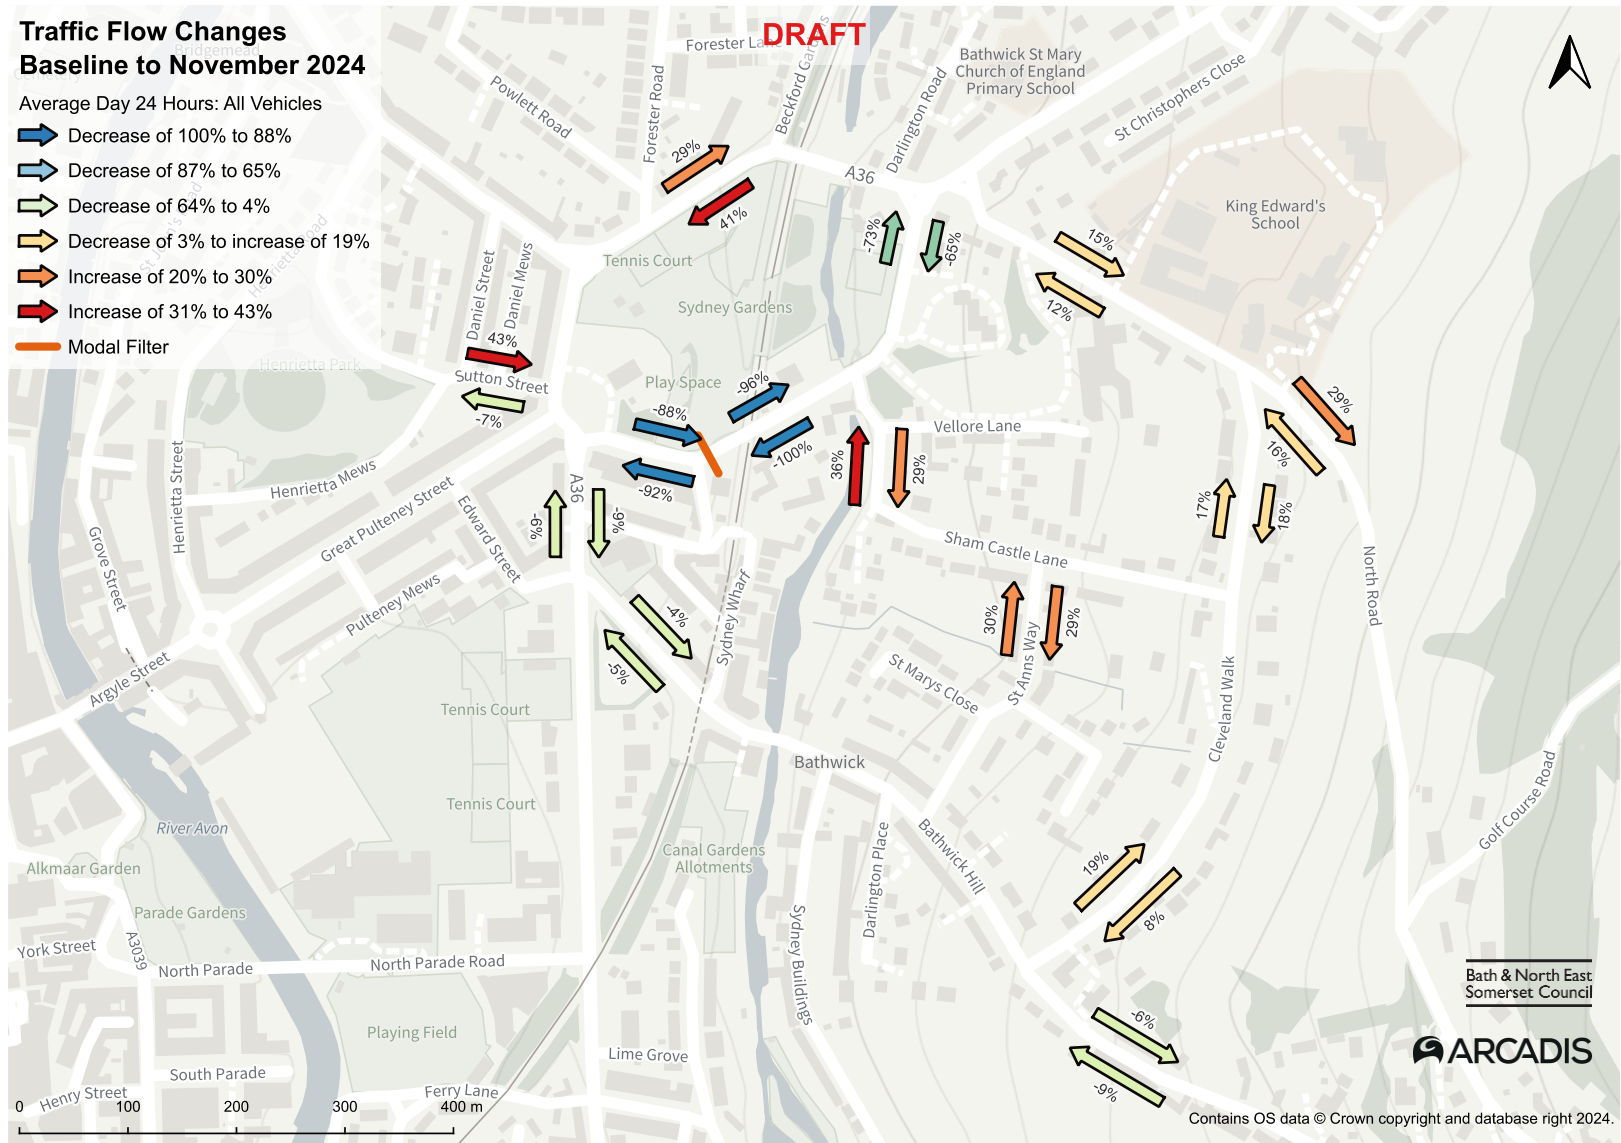 Traffic Flow Changes
Baseline to November 2024
Average Day 24 Hours: All Vehicles
Decrease of 100% to 88%
Decrease of 87% to 65%
Decrease of 64% to 4%
Decrease of 3% to increase of 19%
Increase of 20% to 30%
Increase of 31% to 43%
Modal Filter
DRAFT
Bridgemead
Henrietta Road
Henrietta Park
Forester Lane
Beckford Gardens
Powlett Road
Forester Road
Darlington Road
Bathwick St Mary
Church of England
Primary School
St Christophers Close
King Edward's
School
A36
29%
41%
-73%
-65%
15%
12%
Tennis Court
Sydney Gardens
Daniel Street
Daniel Mews
43%
Sutton Street
-7%
Play Space
-96%
-88%
-100%
-92%
Vellore Lane
36%
29%
29%
16%
17%
18%
Henrietta Street
Henrietta Mews
Great Pulteney Street
Edward Street
Pulteney Mews
A36
-6%
-9%
Grove Street
Argyle Street
Sham Castle Lane
North Road
Sydney Wharf
-4%
-5%
30%
29%
St Anns Way
St Marys Close
Cleveland Walk
Tennis Court
Bathwick
Tennis Court
River Avon
Golf Course Road
Alkmaar Garden
Parade Gardens
Canal Gardens
Allotments
Darlington Place
Bathwick Hill
19%
8%
York Street
A3039
North Parade
North Parade Road
Sydney Buildings
Playing Field
Lime Grove
South Parade
Henry Street
Ferry Lane
-6%
-9%
Bath & North East
Somerset Council
ARCADIS
0 100 200 300 400 m
Contains OS data © Crown copyright and database right 2024.